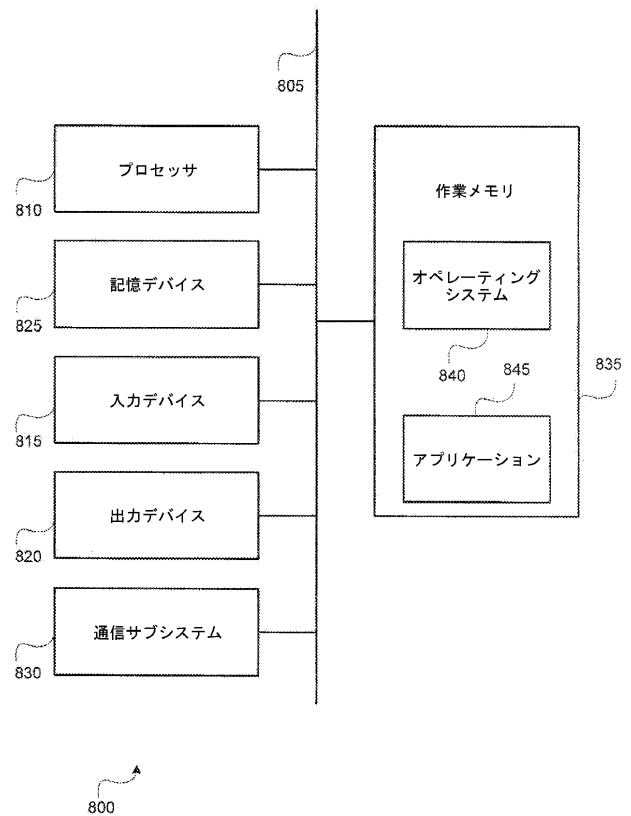 805
プロセッサ
810
作業メモリ
記憶デバイス
825
オペレーティング
システム
840
入力デバイス
815
845
835
アプリケーション
出力デバイス
820
通信サブシステム
830
800